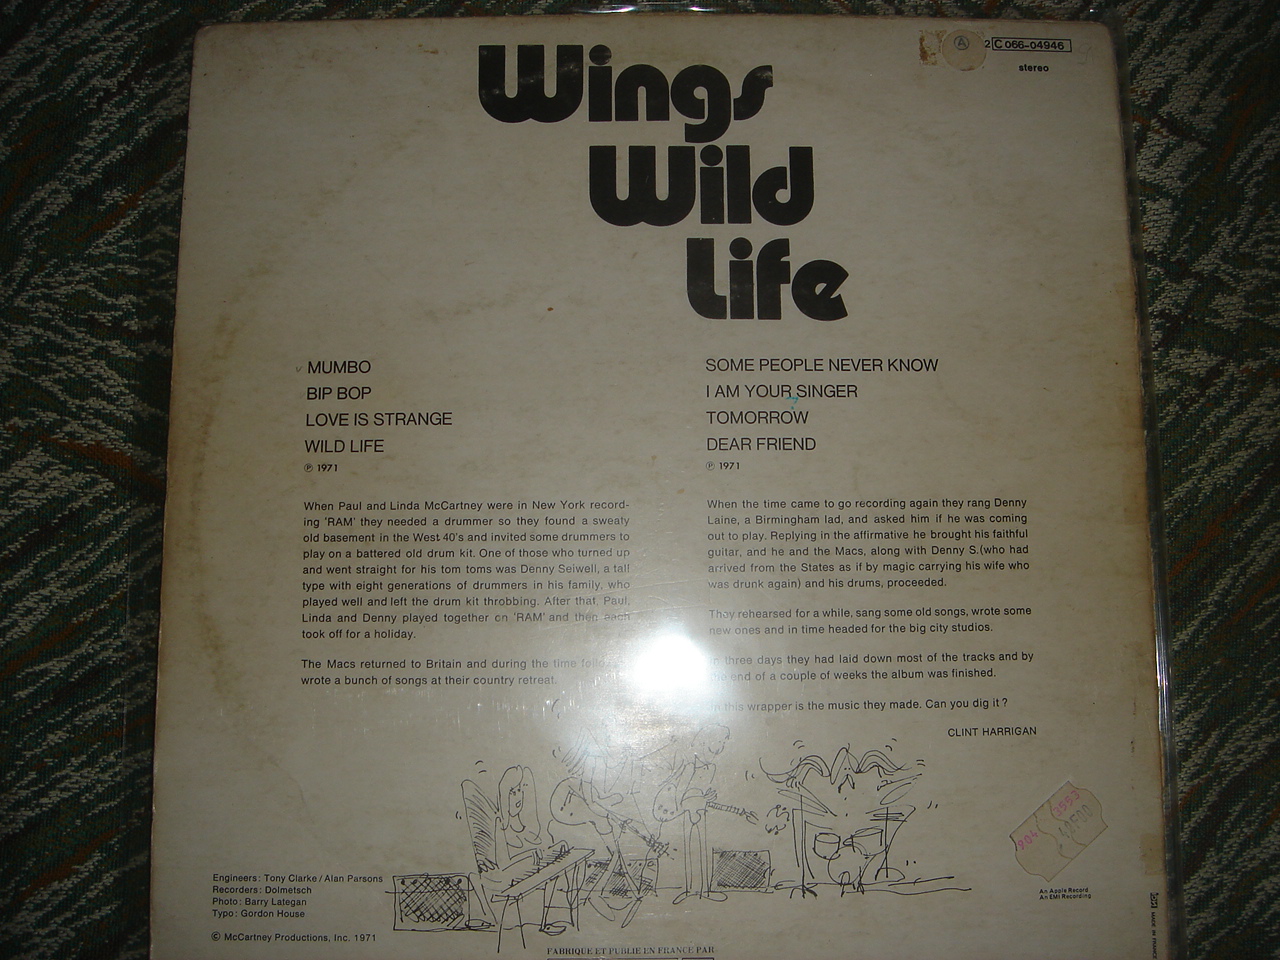 Wings
Wild
Life
2C 066-04946
stereo
A
MUMBO
BIP BOP
LOVE IS STRANGE
WILD LIFE
℗ 1971
SOME PEOPLE NEVER KNOW
I AM YOUR SINGER
TOMORROW
DEAR FRIEND
℗ 1971
When Paul and Linda McCartney were in New York record-
ing 'RAM' they needed a drummer so they found a sweaty
old basement in the West 40's and invited some drummers to
play on a battered old drum kit. One of those who turned up
and went straight for his tom toms was Denny Seiwell, a tall
type with eight generations of drummers in his family, who
played well and left the drum kit throbbing. After that, Paul,
Linda and Denny played together on 'RAM' and then each
took off for a holiday.
The Macs returned to Britain and during the time
wrote a bunch of songs at their country retreat.
When the time came to go recording again they rang Denny
Laine, a Birmingham lad, and asked him if he was coming
out to play. Replying in the affirmative he brought his faithful
guitar, and he and the Macs, along with Denny S.(who had
arrived from the States as if by magic carrying his wife who
was drunk again) and his drums, proceeded.
They rehearsed for a while, sang some old songs, wrote some
new ones and in time headed for the big city studios.
three days they had laid down most of the tracks and by
end of a couple of weeks the album was finished.
this wrapper is the music they made. Can you dig it?
CLINT HARRIGAN
Engineers: Tony Clarke / Alan Parsons
Recorders: Dolmetsch
Photo: Barry Lategan
Typo: Gordon House
© McCartney Productions, Inc. 1971
904 3553
An Apple Record
An EMI Recording
MADE IN FRANCE
FABRIQUE ET PUBLIE EN FRANCE PAR